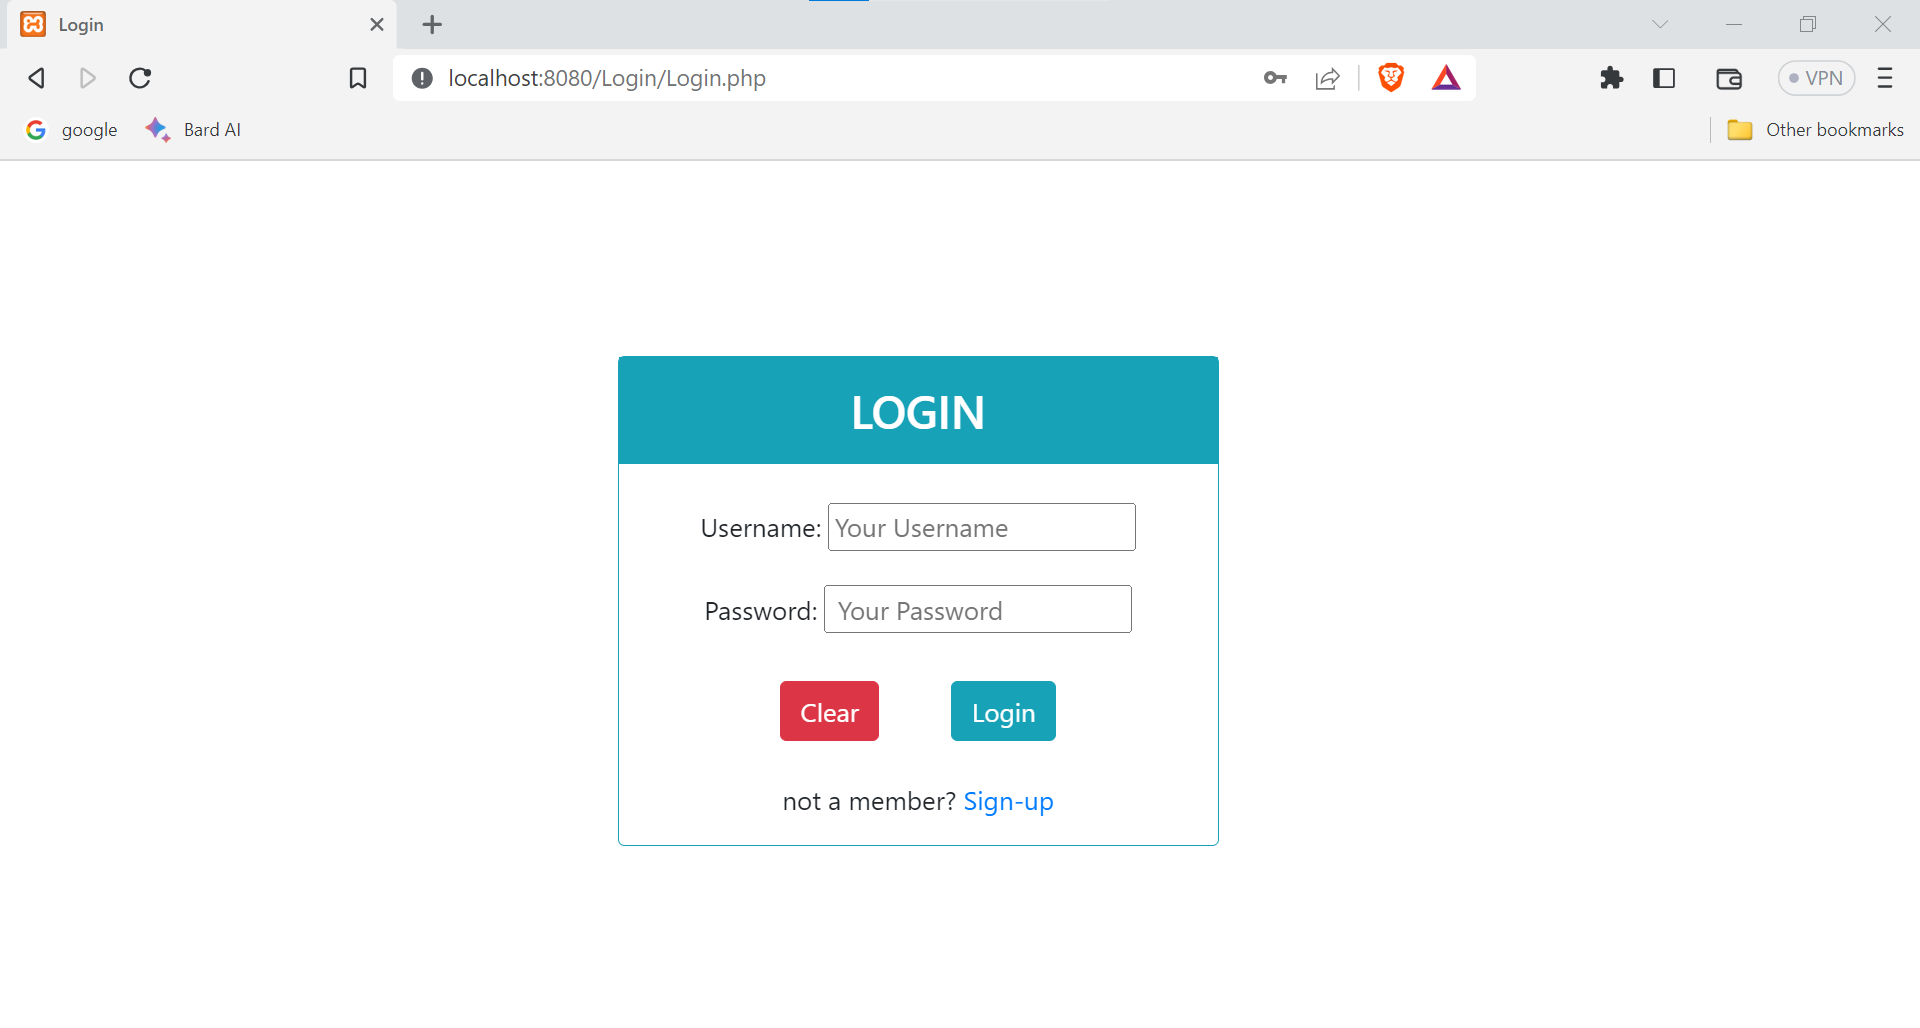 Login
localhost:8080/Login/Login.php
VPN
google
Bard AI
Other bookmarks
LOGIN
Username: Your Username
Password: Your Password
Clear
Login
not a member? Sign-up